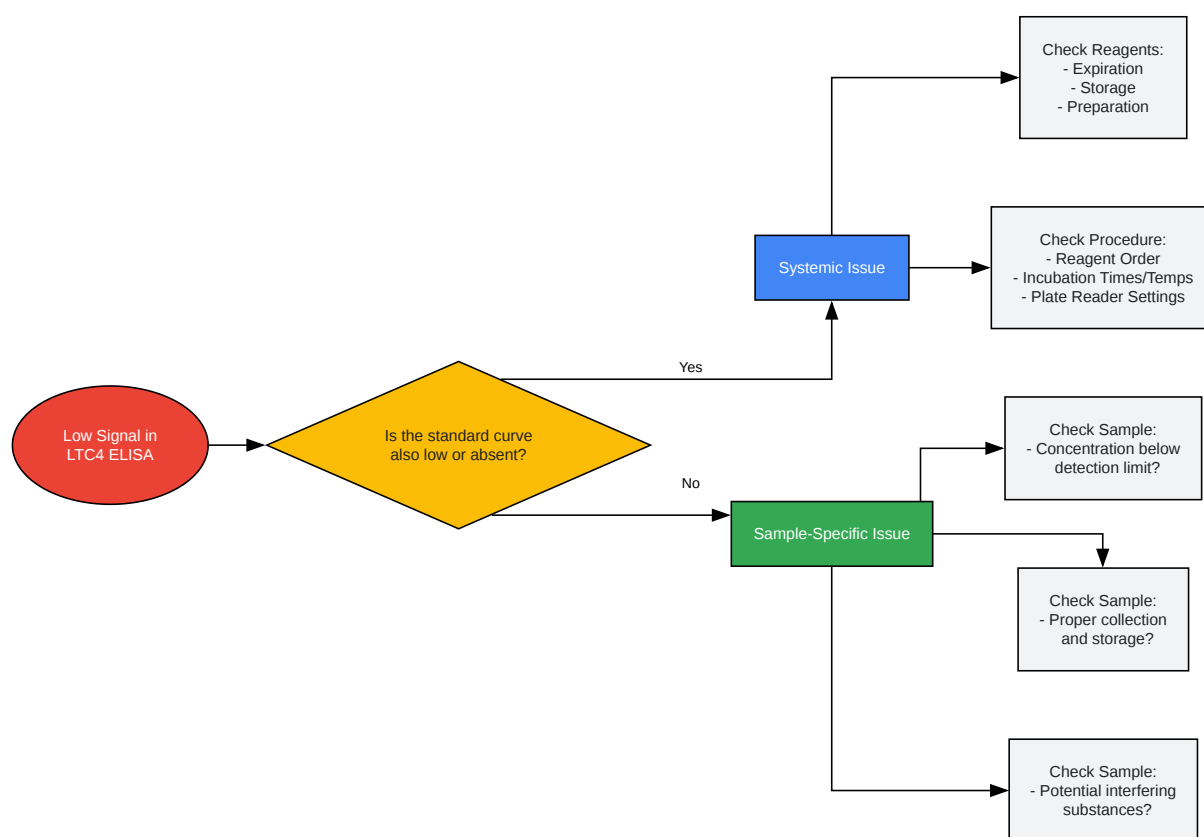 Low Signal in
LTC4 ELISA
Is the standard curve
also low or absent?
Yes
No
Systemic Issue
Sample-Specific Issue
Check Reagents:
- Expiration
- Storage
- Preparation
Check Procedure:
- Reagent Order
- Incubation Times/Temps
- Plate Reader Settings
Check Sample:
- Concentration below
detection limit?
Check Sample:
- Proper collection
and storage?
Check Sample:
- Potential interfering
substances?